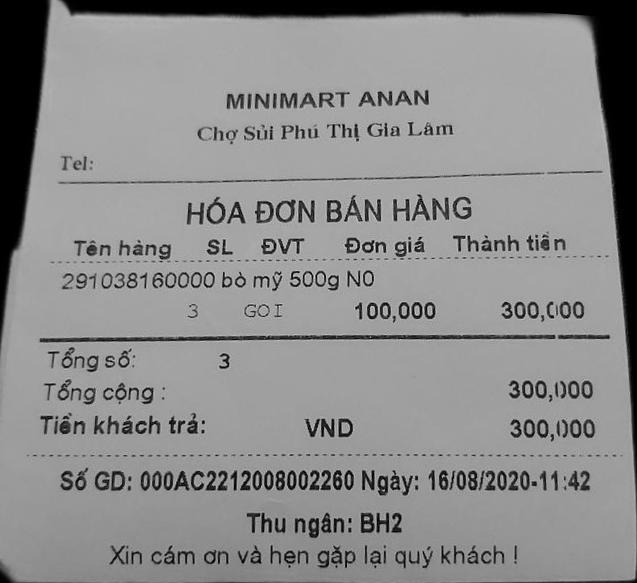 MINIMART ANAN
Chợ Sủi Phú Thị Gia Lâm
Tel:
HÓA ĐƠN BÁN HÀNG
Tên hàng SL ĐVT Đơn giá Thành tiền
291038160000 bò mỹ 500g N0
3 GOI 100,000 300,000
Tổng số: 3
Tổng cộng : 300,000
Tiền khách trả: VND 300,000
Số GD: 000AC2212008002260 Ngày: 16/08/2020-11:42
Thu ngân: BH2
Xin cám ơn và hẹn gặp lại quý khách !